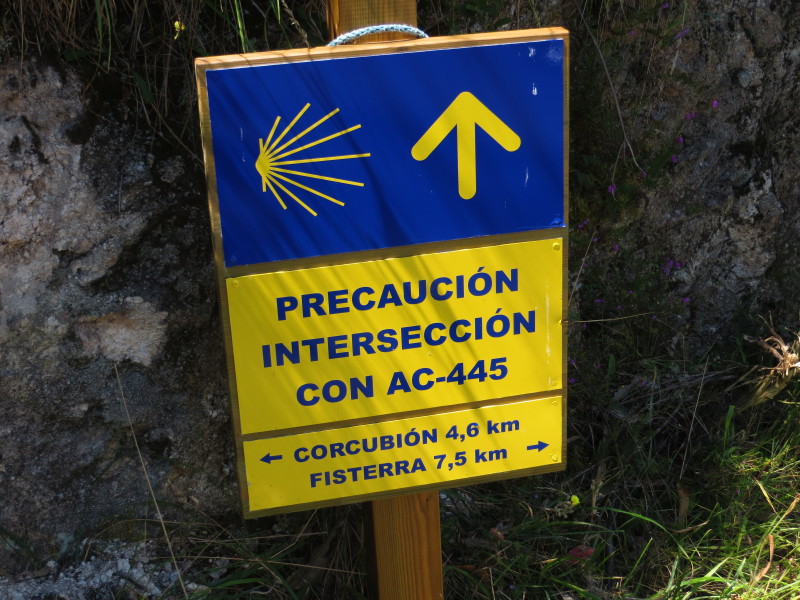 PRECAUCIÓN
INTERSECCIÓN
CON AC-445
← CORCUBIÓN 4,6 km
FISTERRA 7,5 km →